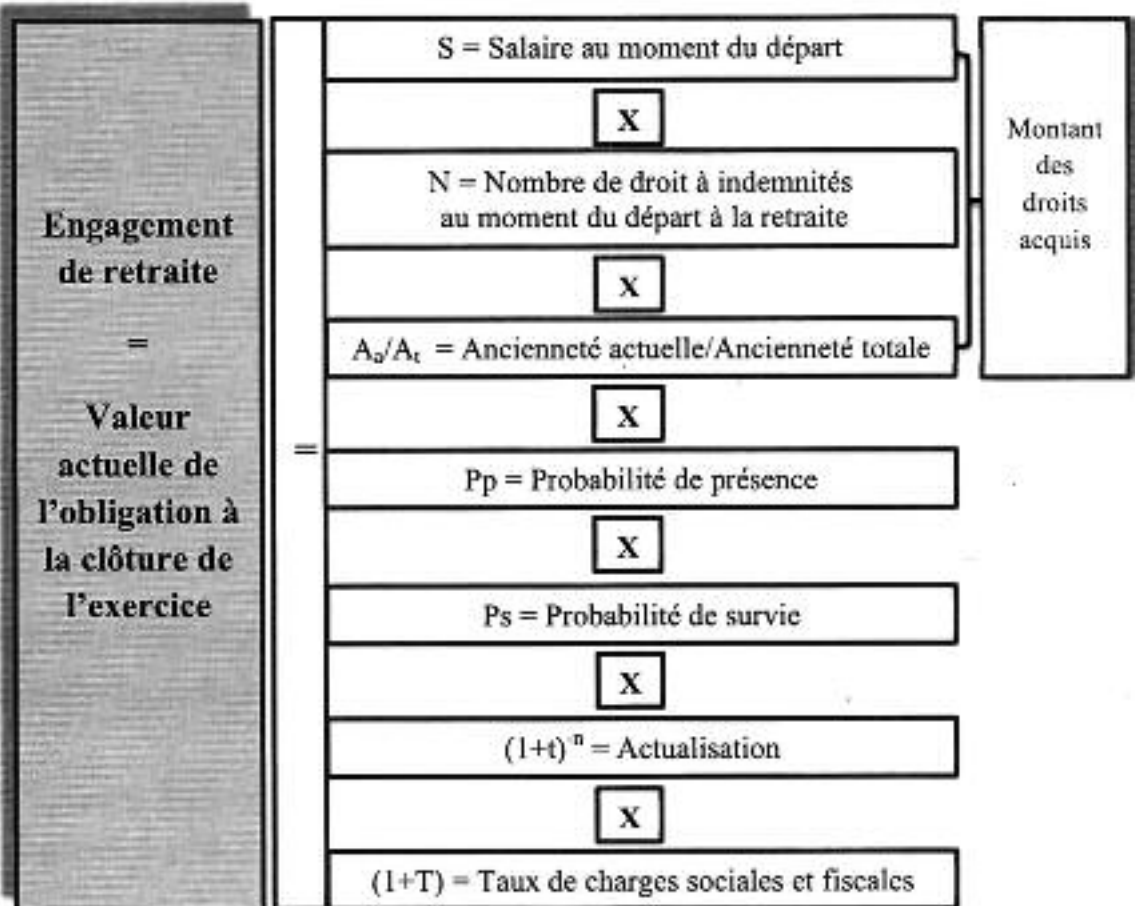 Engagement
de retraite
=
Valeur
actuelle de
l'obligation à
la clôture de
l'exercice
=
S = Salaire au moment du départ
X
N = Nombre de droit à indemnités
au moment du départ à la retraite
X
Aa/At = Ancienneté actuelle/Ancienneté totale
X
Pp = Probabilité de présence
X
Ps = Probabilité de survie
X
(1+t)-n = Actualisation
X
(1+T) = Taux de charges sociales et fiscales
Montant
des
droits
acquis